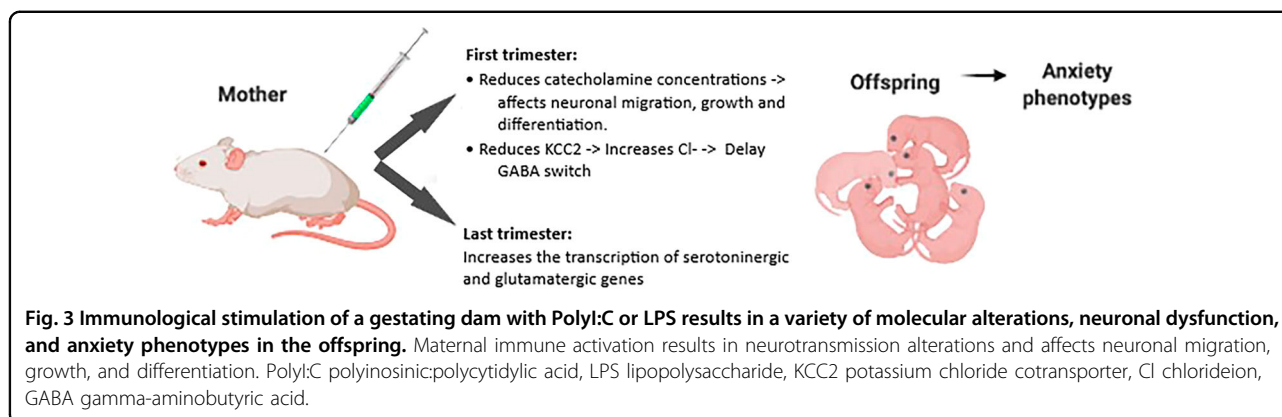 Mother
First trimester:
• Reduces catecholamine concentrations ->
affects neuronal migration, growth and
differentiation.
• Reduces KCC2 -> Increases Cl- -> Delay
GABA switch
Last trimester:
Increases the transcription of serotoninergic
and glutamatergic genes
Offspring
Anxiety
phenotypes
Fig. 3 Immunological stimulation of a gestating dam with PolyI:C or LPS results in a variety of molecular alterations, neuronal dysfunction,
and anxiety phenotypes in the offspring. Maternal immune activation results in neurotransmission alterations and affects neuronal migration,
growth, and differentiation. PolyI:C polyinosinic:polycytidylic acid, LPS lipopolysaccharide, KCC2 potassium chloride cotransporter, Cl chlorideion,
GABA gamma-aminobutyric acid.